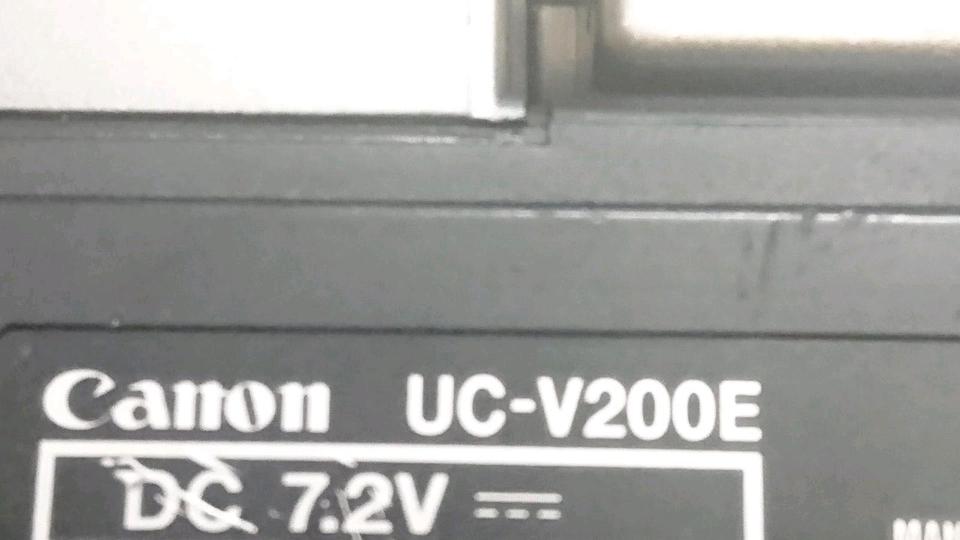 Canon UC-V200E
DC 7.2V ⎓